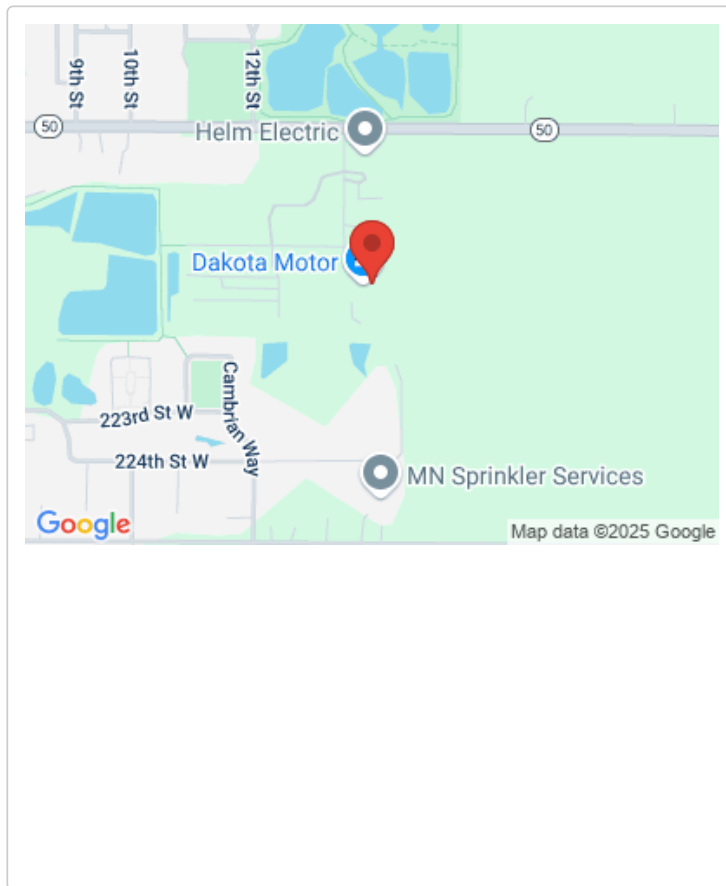 9th St
10th St
12th St
50
Helm Electric
50
Dakota Motor
Cambrian Way
223rd St W
224th St W
MN Sprinkler Services
Google
Map data ©2025 Google